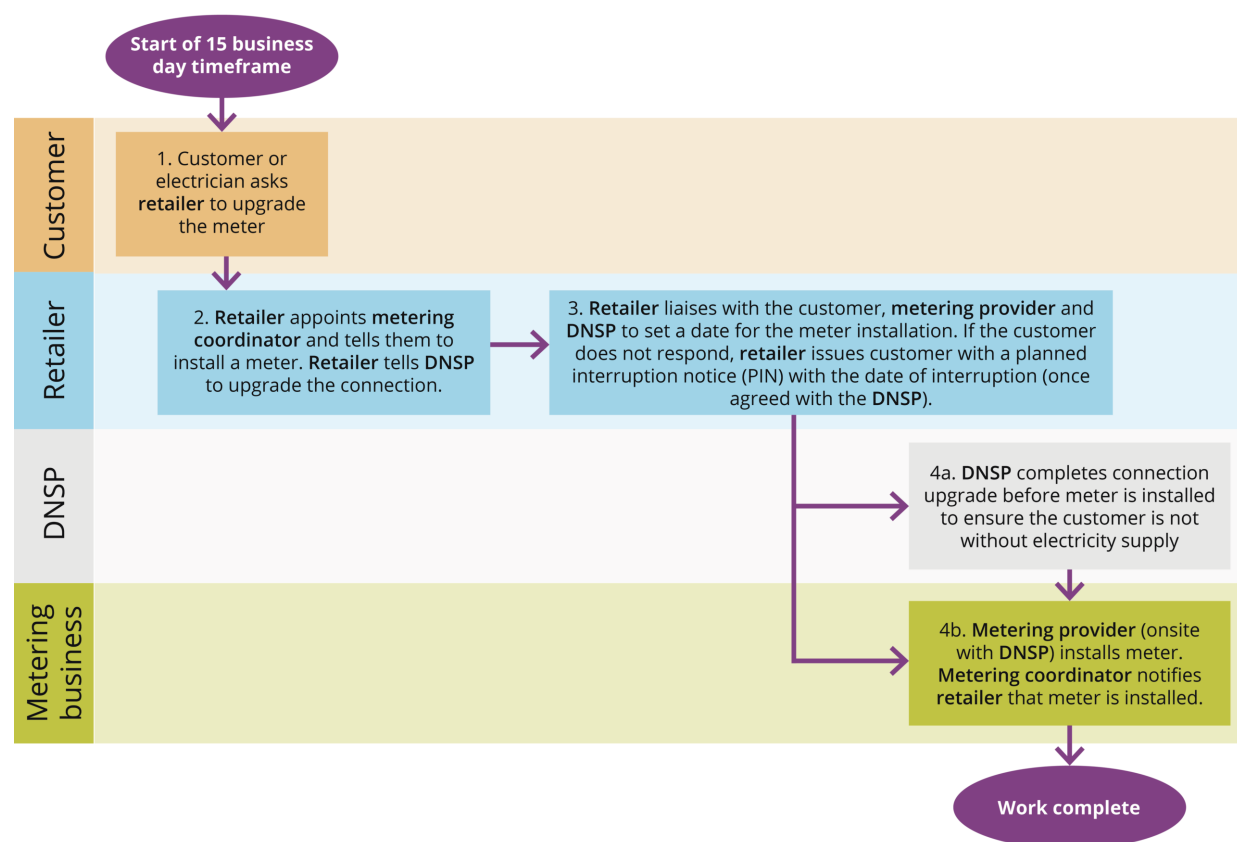 Start of 15 business
day timeframe
Customer
1. Customer or
electrician asks
retailer to upgrade
the meter
Retailer
2. Retailer appoints metering
coordinator and tells them to
install a meter. Retailer tells DNSP
to upgrade the connection.
3. Retailer liaises with the customer, metering provider and
DNSP to set a date for the meter installation. If the customer
does not respond, retailer issues customer with a planned
interruption notice (PIN) with the date of interruption (once
agreed with the DNSP).
DNSP
4a. DNSP completes connection
upgrade before meter is installed
to ensure the customer is not
without electricity supply
Metering
business
4b. Metering provider (onsite
with DNSP) installs meter.
Metering coordinator notifies
retailer that meter is installed.
Work complete